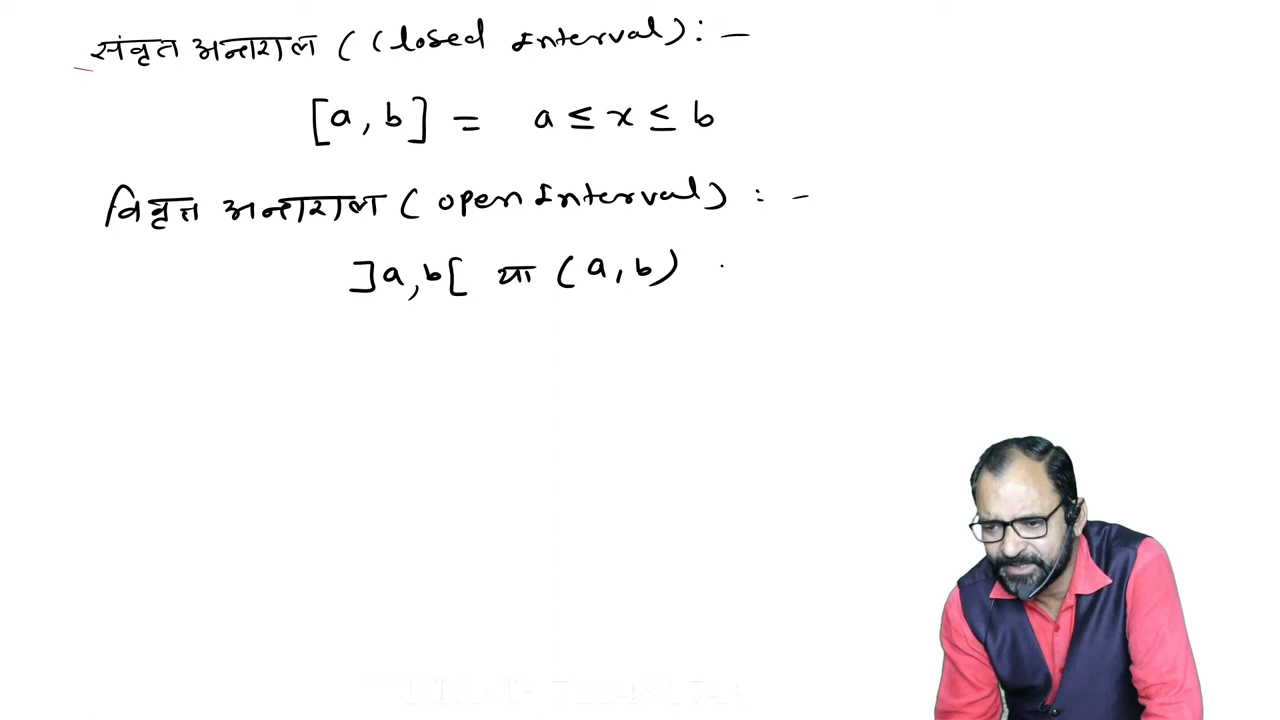 संवृत अन्तराल (Closed Interval) : –
[a, b] = a ≤ x ≤ b
विवृत्त अन्तराल (open Interval) : –
]a, b[ या (a, b)